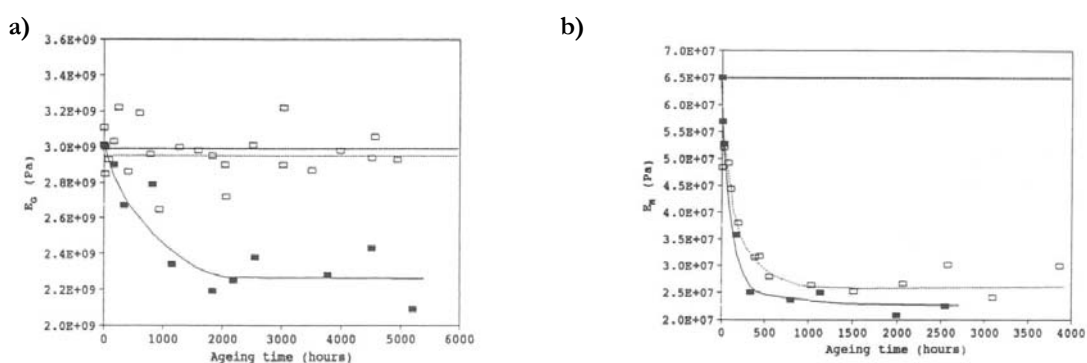 a)
E_G (Pa)
3.6E+09
3.4E+09
3.2E+09
3.0E+09
2.8E+09
2.6E+09
2.4E+09
2.2E+09
2.0E+09
0 1000 2000 3000 4000 5000 6000
Ageing time (hours)
b)
(Pa)
7.0E+07
6.5E+07
6.0E+07
5.5E+07
5.0E+07
4.5E+07
4.0E+07
3.5E+07
3.0E+07
2.5E+07
2.0E+07
0 500 1000 1500 2000 2500 3000 3500 4000
Ageing time (hours)